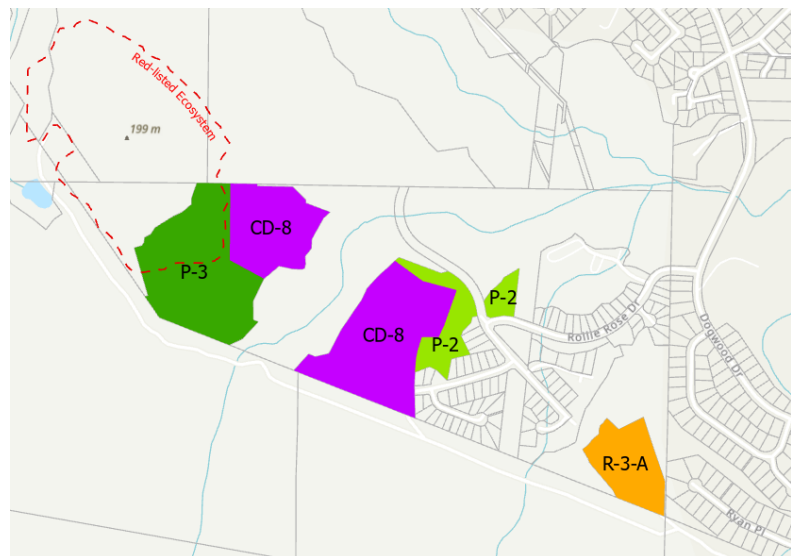 Red-listed Ecosystem
199 m
CD-8
P-3
P-2
CD-8
P-2
Rollie Rose Dr
Dogwood Dr
R-3-A
Ryan Pl